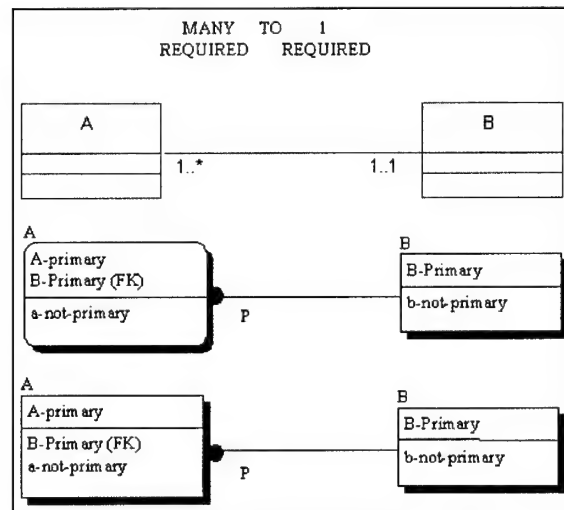 MANY TO 1
REQUIRED REQUIRED
A
B
1..*
1..1
A
A-primary
B-Primary (FK)
a-not-primary
P
B
B-Primary
b-not-primary
A
A-primary
B-Primary (FK)
a-not-primary
P
B
B-Primary
b-not-primary